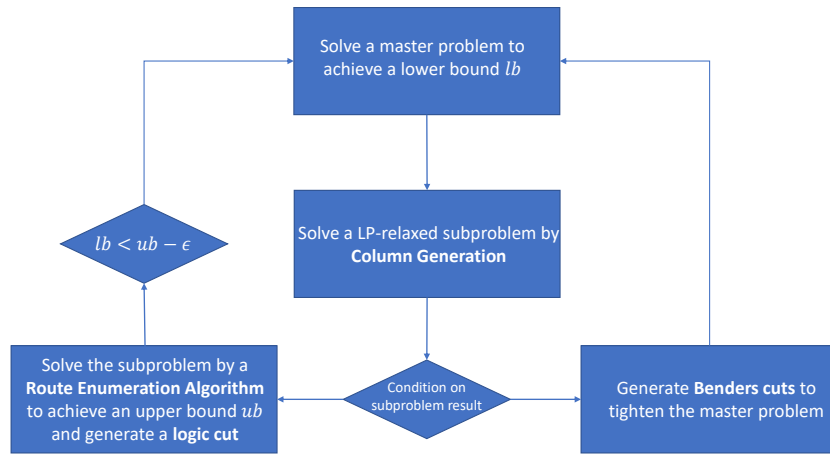 Solve a master problem to
achieve a lower bound lb
Solve a LP-relaxed subproblem by
Column Generation
lb < ub − ϵ
Solve the subproblem by a
Route Enumeration Algorithm
to achieve an upper bound ub
and generate a logic cut
Condition on
subproblem result
Generate Benders cuts to
tighten the master problem